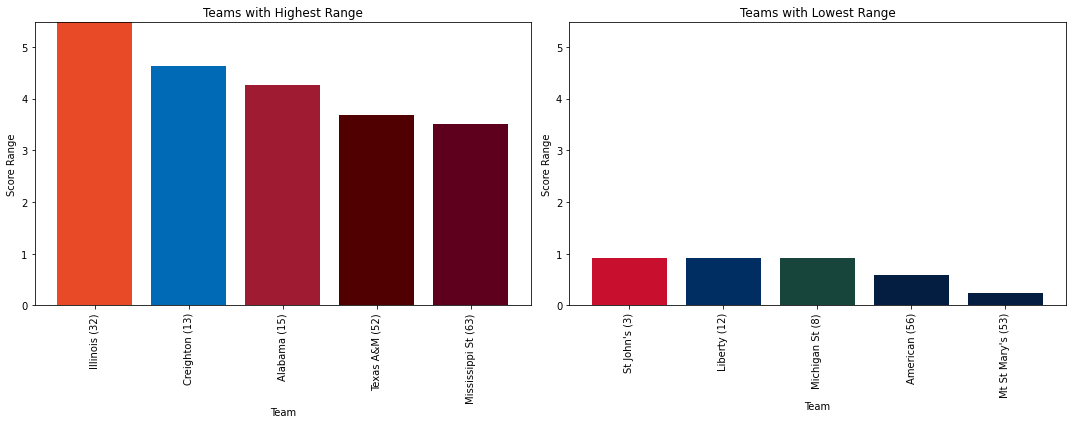 Teams with Highest Range
Score Range
5
4
3
2
1
0
Illinois (32)
Creighton (13)
Alabama (15)
Texas A&M (52)
Mississippi St (63)
Team
Teams with Lowest Range
Score Range
5
4
3
2
1
0
St John's (3)
Liberty (12)
Michigan St (8)
American (56)
Mt St Mary's (53)
Team